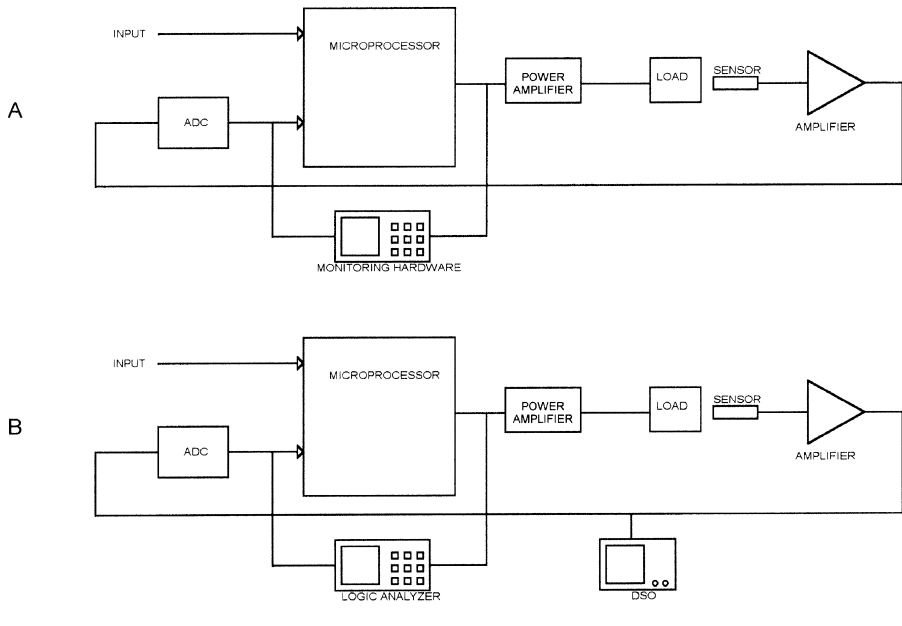 A
INPUT
MICROPROCESSOR
ADC
POWER
AMPLIFIER
LOAD
SENSOR
AMPLIFIER
MONITORING HARDWARE
B
INPUT
MICROPROCESSOR
ADC
POWER
AMPLIFIER
LOAD
SENSOR
AMPLIFIER
LOGIC ANALYZER
DSO